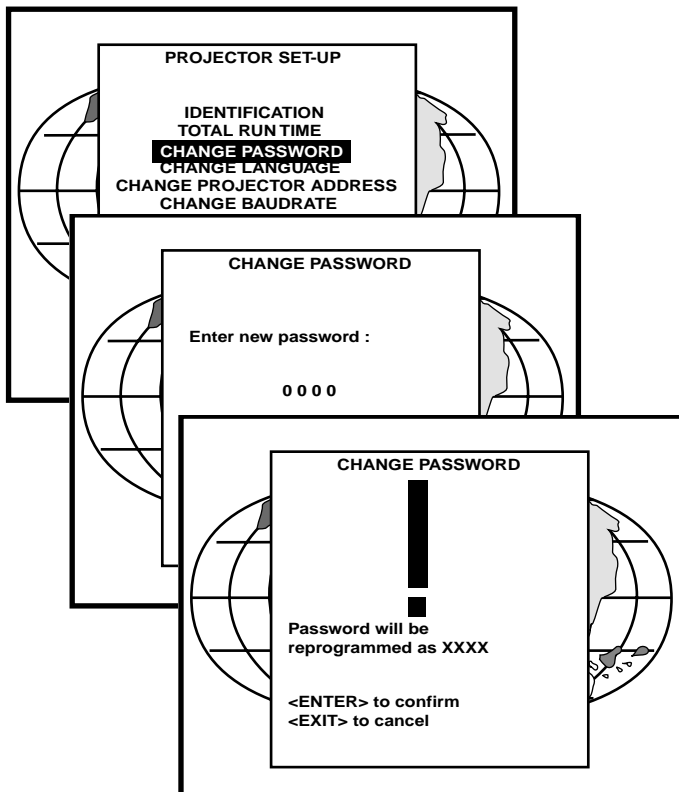 PROJECTOR SET-UP
IDENTIFICATION
TOTAL RUN TIME
CHANGE PASSWORD
CHANGE LANGUAGE
CHANGE PROJECTOR ADDRESS
CHANGE BAUDRATE
CHANGE PASSWORD
Enter new password :
0 0 0 0
CHANGE PASSWORD
!
Password will be
reprogrammed as XXXX
<ENTER> to confirm
<EXIT> to cancel